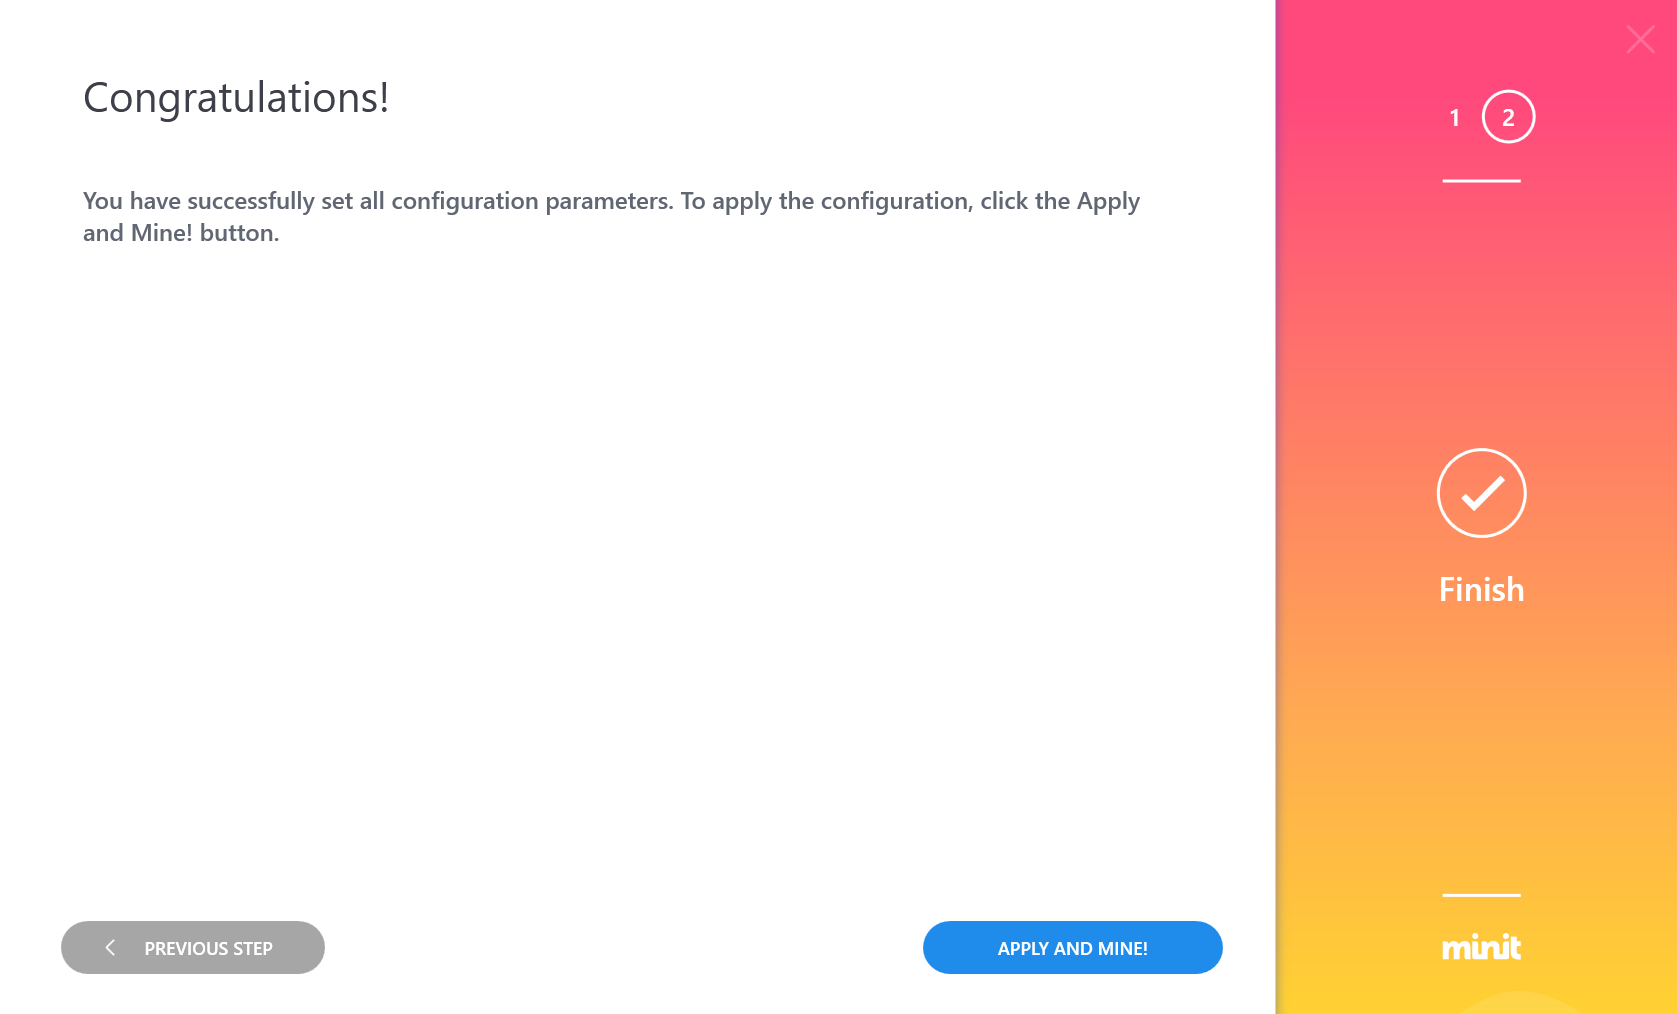 Congratulations!
You have successfully set all configuration parameters. To apply the configuration, click the Apply
and Mine! button.
PREVIOUS STEP
APPLY AND MINE!
1 2
Finish
minit